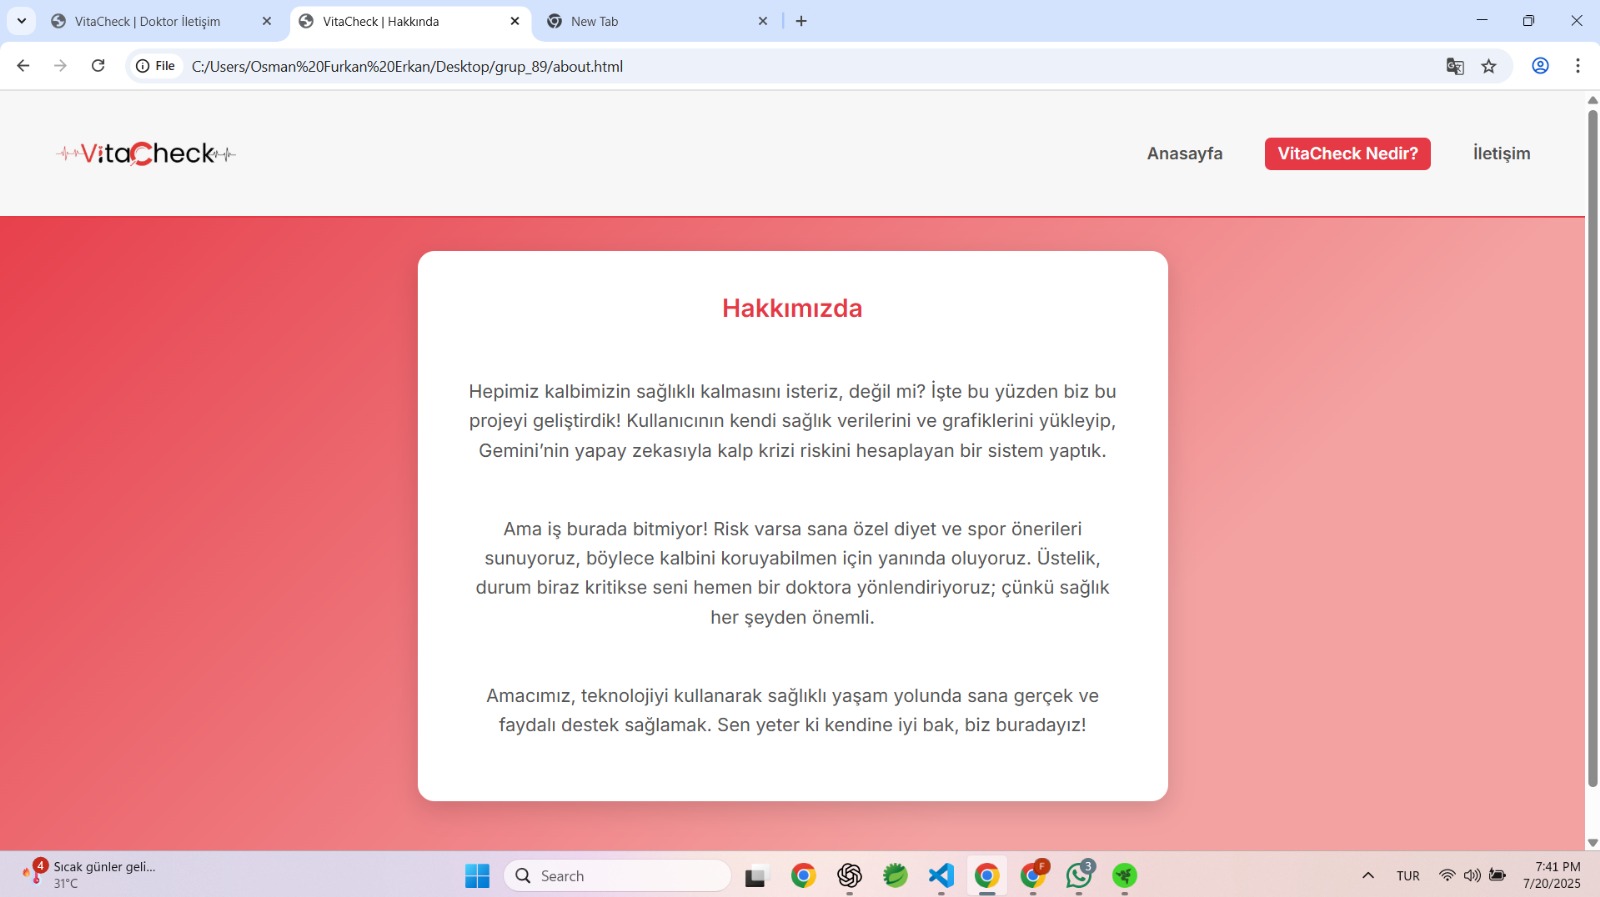 VitaCheck | Doktor İletişim
VitaCheck | Hakkında
New Tab
File
C:/Users/Osman%20Furkan%20Erkan/Desktop/grup_89/about.html
VitaCheck
Anasayfa
VitaCheck Nedir?
İletişim
Hakkımızda
Hepimiz kalbimizin sağlıklı kalmasını isteriz, değil mi? İşte bu yüzden biz bu
projeyi geliştirdik! Kullanıcının kendi sağlık verilerini ve grafiklerini yükleyip,
Gemini’nin yapay zekasıyla kalp krizi riskini hesaplayan bir sistem yaptık.
Ama iş burada bitmiyor! Risk varsa sana özel diyet ve spor önerileri
sunuyoruz, böylece kalbini koruyabilmen için yanında oluyoruz. Üstelik,
durum biraz kritikse seni hemen bir doktora yönlendiriyoruz; çünkü sağlık
her şeyden önemli.
Amacımız, teknolojiyi kullanarak sağlıklı yaşam yolunda sana gerçek ve
faydalı destek sağlamak. Sen yeter ki kendine iyi bak, biz buradayız!
4
Sıcak günler geli...
31°C
Search
F
3
TUR
7:41 PM
7/20/2025